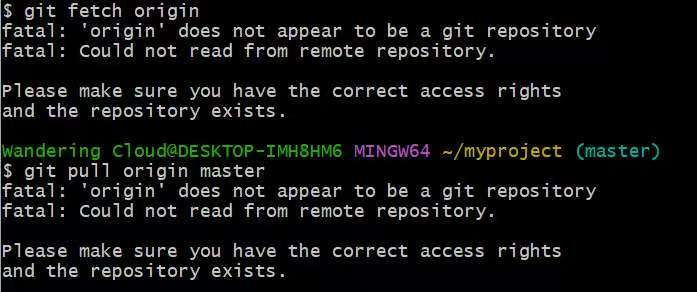 $ git fetch origin
fatal: 'origin' does not appear to be a git repository
fatal: Could not read from remote repository.
Please make sure you have the correct access rights
and the repository exists.
Wandering Cloud@DESKTOP-IMH8HM6 MINGW64 ~/myproject (master)
$ git pull origin master
fatal: 'origin' does not appear to be a git repository
fatal: Could not read from remote repository.
Please make sure you have the correct access rights
and the repository exists.